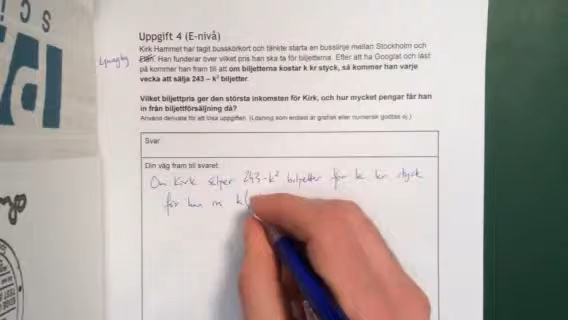 Uppgift 4 (E-nivå)
Kirk Hammet har tagit busskörkort och tänkte starta en busslinje mellan Stockholm och
Ljungby
Han funderar över vilket pris han ska ta för biljetterna. Efter att ha Googlat och läst
på kommer han fram till att om biljetterna kostar k kr styck, så kommer han varje
vecka att sälja 243 – k² biljetter.
Vilket biljettpris ger den största inkomsten för Kirk, och hur mycket pengar får han
in från biljettförsäljning då?
Använd derivata för att lösa uppgiften. (Lösning som endast är grafisk eller numerisk godtas ej.)
Svar
Din väg fram till svaret:
Om Kirk säljer 243-k² biljetter för k kr styck
får han in k(